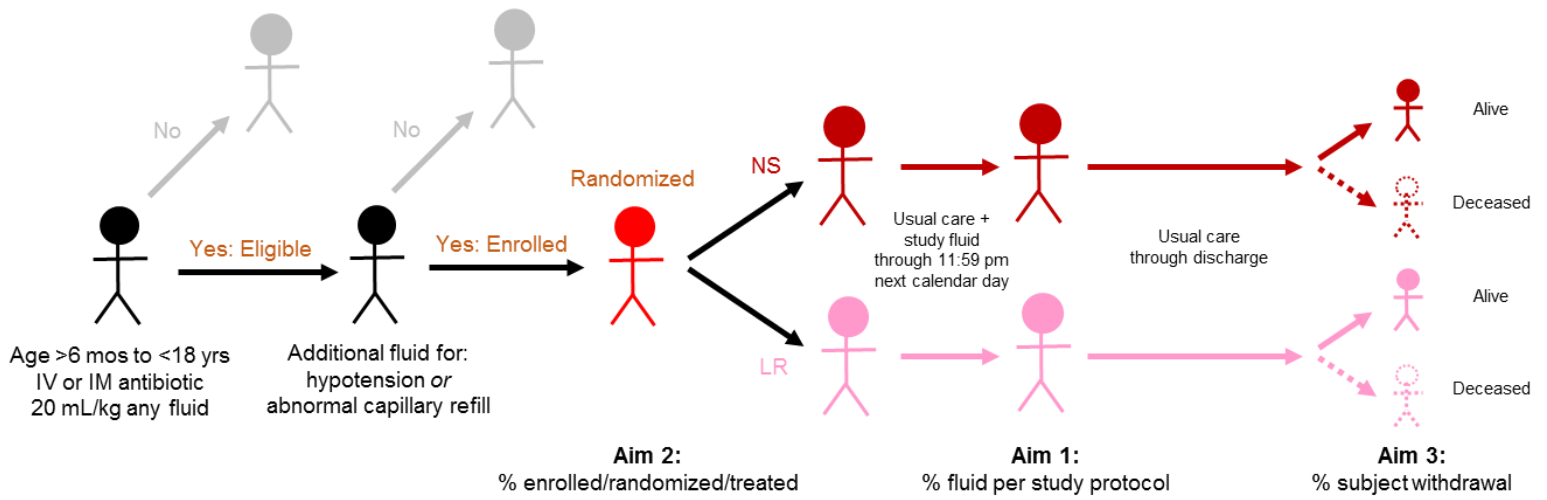 No
No
Yes: Eligible
Yes: Enrolled
Randomized
NS
LR
Age >6 mos to <18 yrs
IV or IM antibiotic
20 mL/kg any fluid
Additional fluid for:
hypotension or
abnormal capillary refill
Usual care +
study fluid
through 11:59 pm
next calendar day
Usual care
through discharge
Alive
Deceased
Alive
Deceased
Aim 2:
% enrolled/randomized/treated
Aim 1:
% fluid per study protocol
Aim 3:
% subject withdrawal